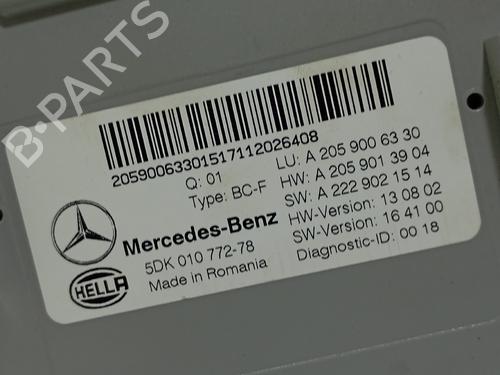 B-PARTS
20590063301517112026408
Q: 01
Type: BC-F
LU: A 205 900 63 30
HW: A 205 901 39 04
SW: A 222 902 15 14
HW-Version: 13 08 02
SW-Version: 16 41 00
Diagnostic-ID: 00 18
Mercedes-Benz
5DK 010 772-78
Made in Romania
HELLA